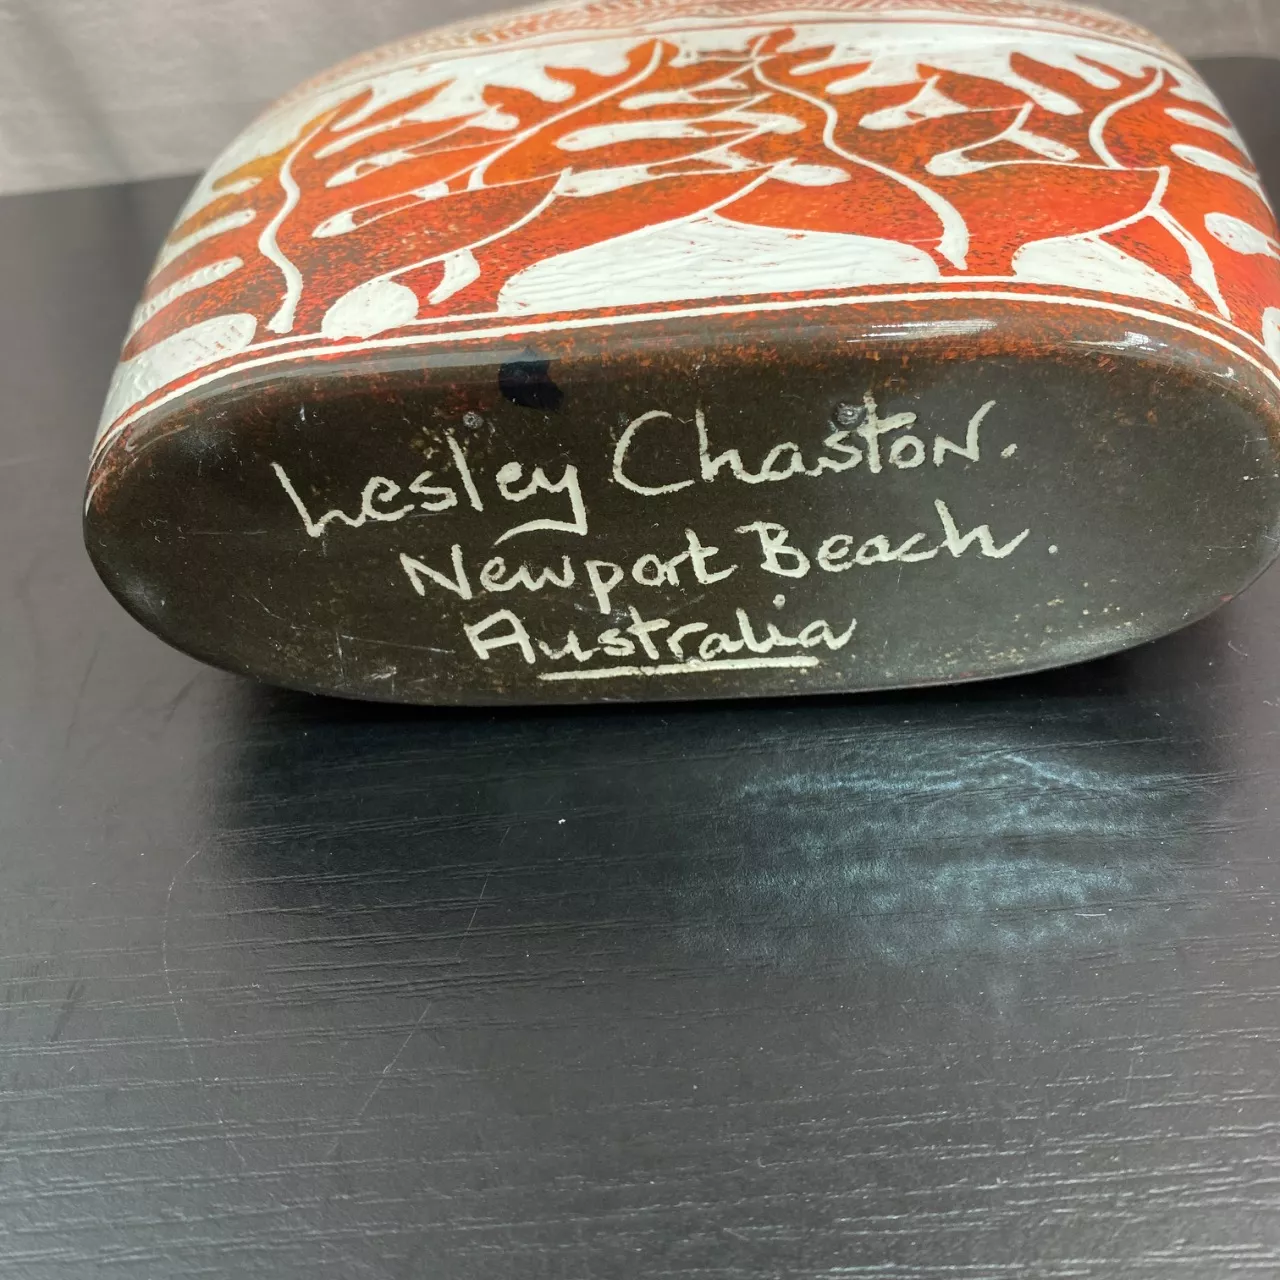 Lesley Chaston.
Newport Beach.
Australia